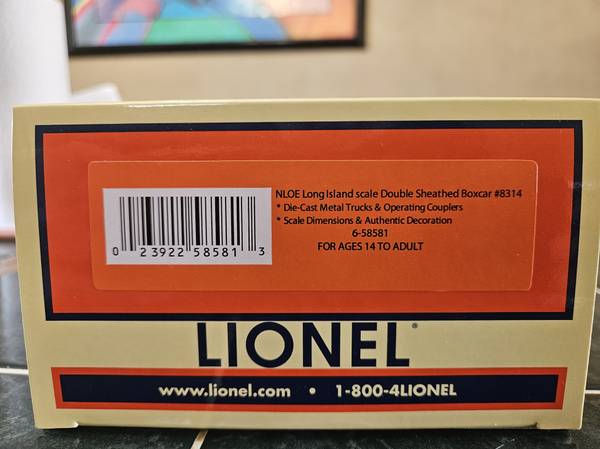 NLOE Long Island scale Double Sheathed Boxcar #8314
* Die-Cast Metal Trucks & Operating Couplers
* Scale Dimensions & Authentic Decoration
6-58581
FOR AGES 14 TO ADULT
0 23922 58581 3
LIONEL®
www.lionel.com • 1-800-4LIONEL